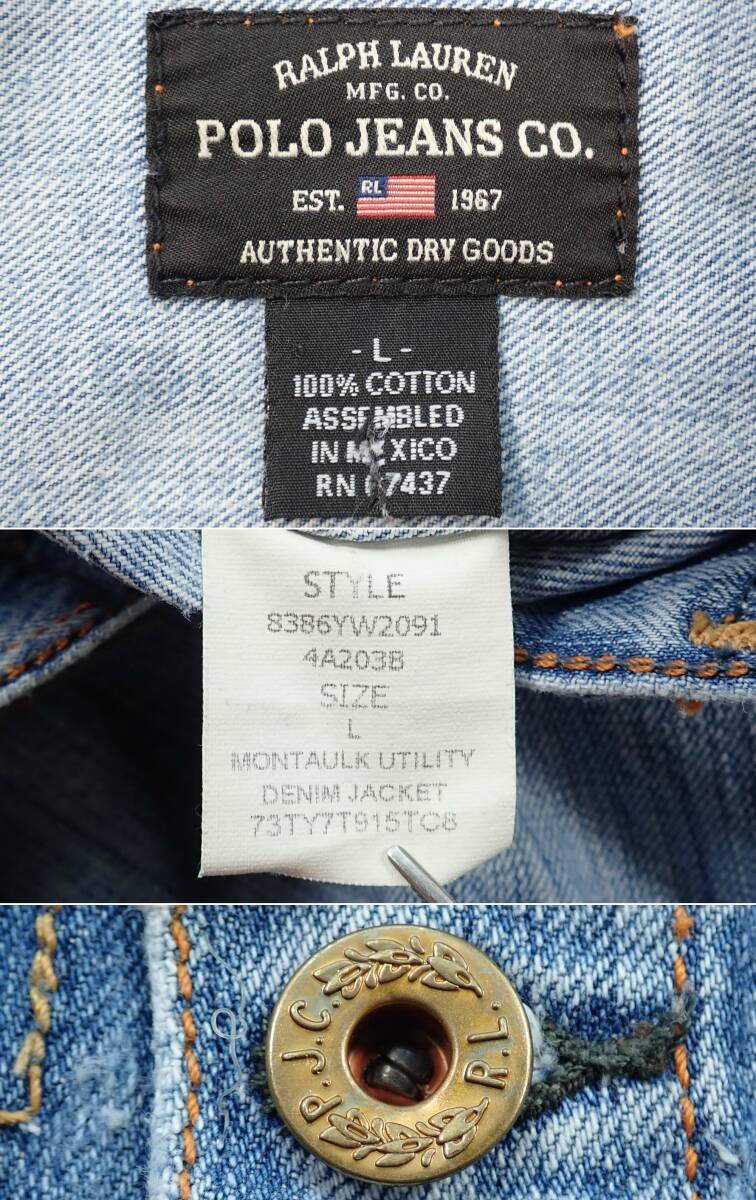 RALPH LAUREN
MFG. CO.
POLO JEANS CO.
EST. RL 1967
AUTHENTIC DRY GOODS
- L -
100% COTTON
ASSEMBLED
IN MEXICO
RN 7437
STYLE
8386YW2091
4A203B
SIZE
L
MONTAULK UTILITY
DENIM JACKET
73TY7T915TC8
P.J.C. R.L.